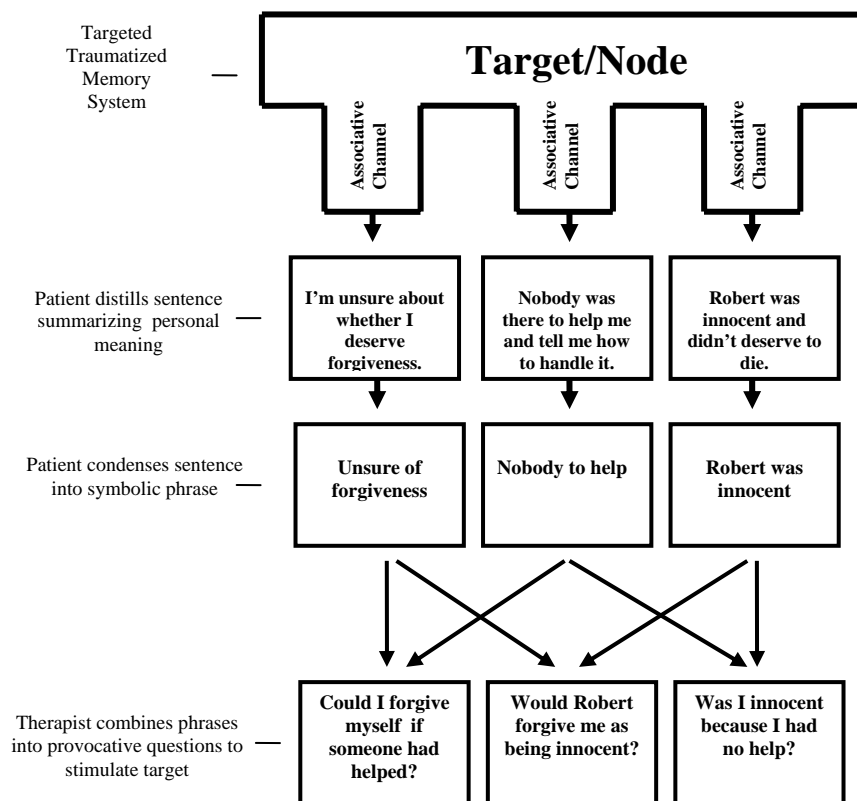 Targeted
Traumatized
Memory
System
Target/Node
Associative
Channel
Associative
Channel
Associative
Channel
Patient distills sentence
summarizing personal
meaning
I'm unsure about
whether I
deserve
forgiveness.
Nobody was
there to help me
and tell me how
to handle it.
Robert was
innocent and
didn't deserve to
die.
Patient condenses sentence
into symbolic phrase
Unsure of
forgiveness
Nobody to help
Robert was
innocent
Therapist combines phrases
into provocative questions to
stimulate target
Could I forgive
myself if
someone had
helped?
Would Robert
forgive me as
being innocent?
Was I innocent
because I had
no help?